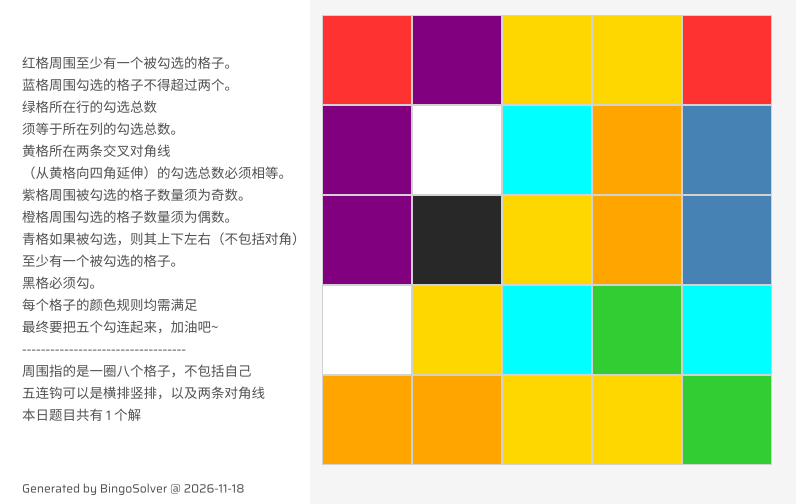 红格周围至少有一个被勾选的格子。
蓝格周围勾选的格子不得超过两个。
绿格所在行的勾选总数
须等于所在列的勾选总数。
黄格所在两条交叉对角线
（从黄格向四角延伸）的勾选总数必须相等。
紫格周围被勾选的格子数量须为奇数。
橙格周围勾选的格子数量须为偶数。
青格如果被勾选，则其上下左右（不包括对角）
至少有一个被勾选的格子。
黑格必须勾。
每个格子的颜色规则均需满足
最终要把五个勾连起来，加油吧~
----------------------------------
周围指的是一圈八个格子，不包括自己
五连钩可以是横排竖排，以及两条对角线
本日题目共有 1 个解
Generated by BingoSolver @ 2026-11-18